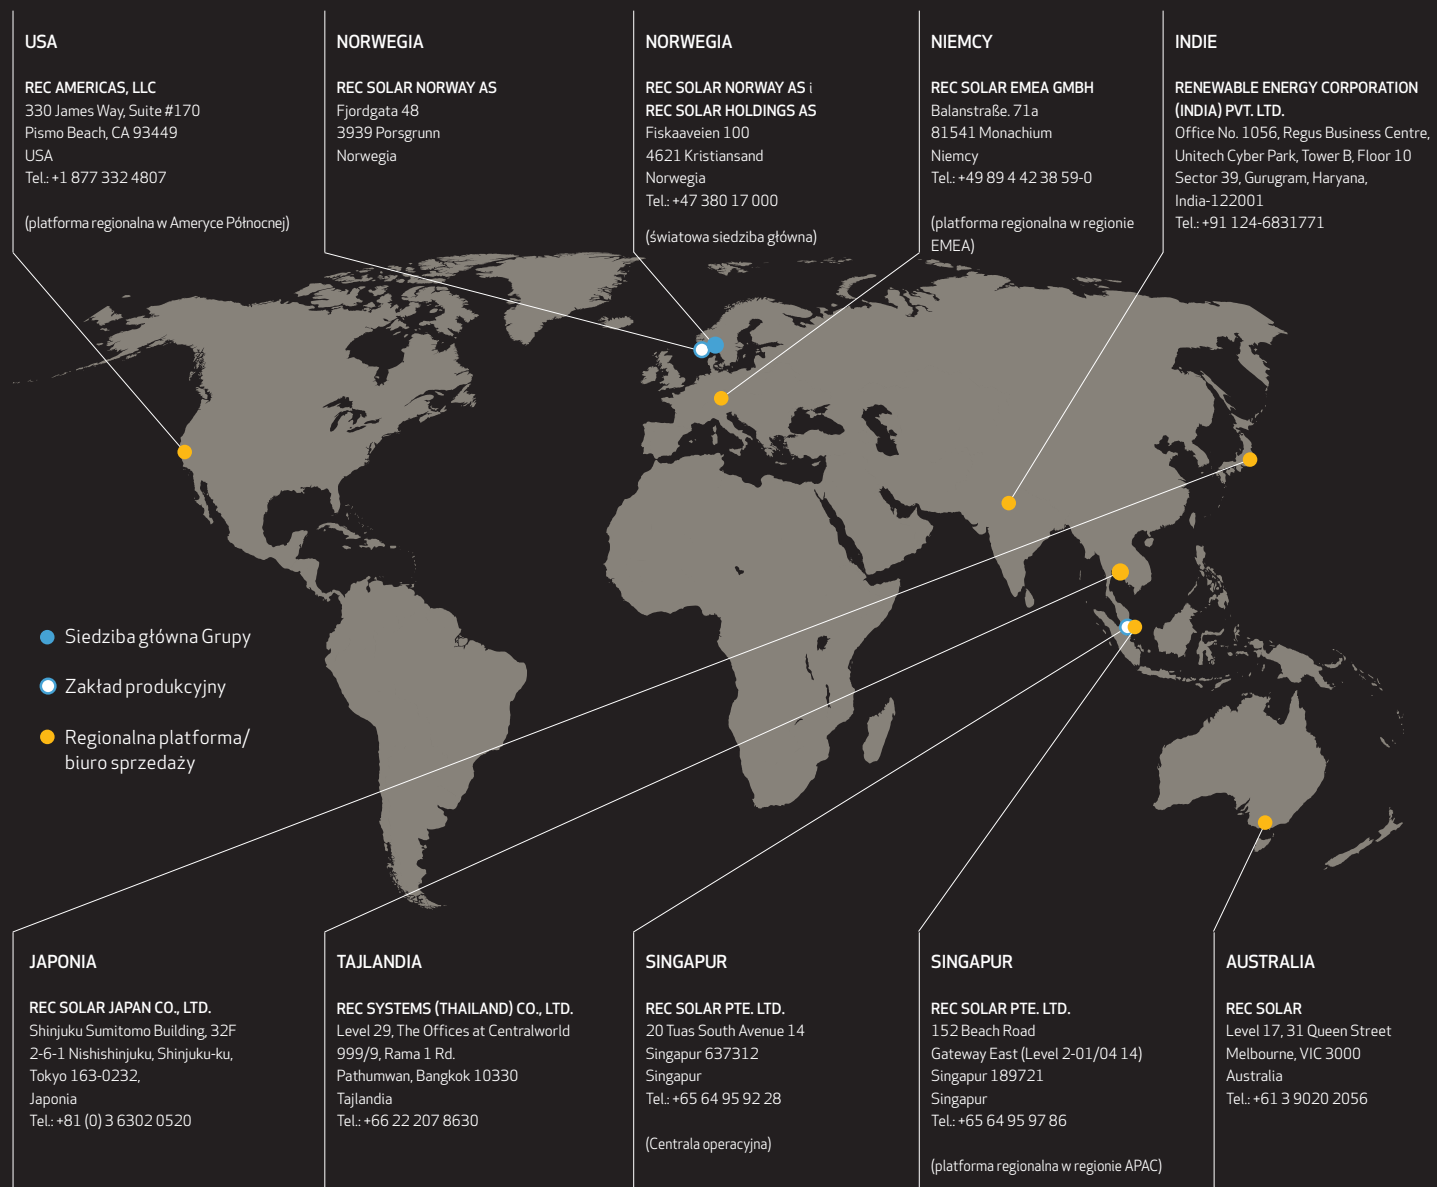 USA
REC AMERICAS, LLC
330 James Way, Suite #170
Pismo Beach, CA 93449
USA
Tel.: +1 877 332 4807
(platforma regionalna w Ameryce Północnej)
NORWEGIA
REC SOLAR NORWAY AS
Fjordgata 48
3939 Porsgrunn
Norwegia
NORWEGIA
REC SOLAR NORWAY AS i
REC SOLAR HOLDINGS AS
Fiskaaveien 100
4621 Kristiansand
Norwegia
Tel.: +47 380 17 000
(światowa siedziba główna)
NIEMCY
REC SOLAR EMEA GMBH
Balanstraße. 71a
81541 Monachium
Niemcy
Tel.: +49 89 4 42 38 59-0
(platforma regionalna w regionie
EMEA)
INDIE
RENEWABLE ENERGY CORPORATION
(INDIA) PVT. LTD.
Office No. 1056, Regus Business Centre,
Unitech Cyber Park, Tower B, Floor 10
Sector 39, Gurugram, Haryana,
India-122001
Tel.: +91 124-6831771
Siedziba główna Grupy
Zakład produkcyjny
Regionalna platforma/
biuro sprzedaży
JAPONIA
REC SOLAR JAPAN CO., LTD.
Shinjuku Sumitomo Building, 32F
2-6-1 Nishishinjuku, Shinjuku-ku,
Tokyo 163-0232,
Japonia
Tel.: +81 (0) 3 6302 0520
TAJLANDIA
REC SYSTEMS (THAILAND) CO., LTD.
Level 29, The Offices at Centralworld
999/9, Rama 1 Rd.
Pathumwan, Bangkok 10330
Tajlandia
Tel.: +66 22 207 8630
SINGAPUR
REC SOLAR PTE. LTD.
20 Tuas South Avenue 14
Singapur 637312
Singapur
Tel.: +65 64 95 92 28
(Centrala operacyjna)
SINGAPUR
REC SOLAR PTE. LTD.
152 Beach Road
Gateway East (Level 2-01/04 14)
Singapur 189721
Singapur
Tel.: +65 64 95 97 86
(platforma regionalna w regionie APAC)
AUSTRALIA
REC SOLAR
Level 17, 31 Queen Street
Melbourne, VIC 3000
Australia
Tel.: +61 3 9020 2056